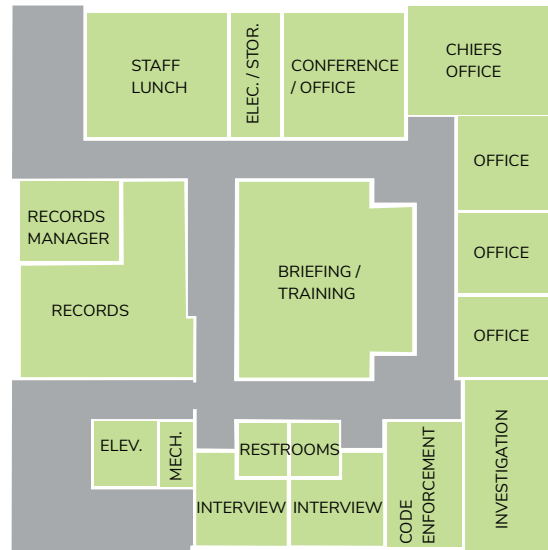 STAFF
LUNCH
ELEC. / STOR.
CONFERENCE
/ OFFICE
CHIEFS
OFFICE
OFFICE
RECORDS
MANAGER
BRIEFING /
TRAINING
OFFICE
RECORDS
OFFICE
ELEV.
MECH.
RESTROOMS
INTERVIEW
INTERVIEW
CODE
ENFORCEMENT
INVESTIGATION